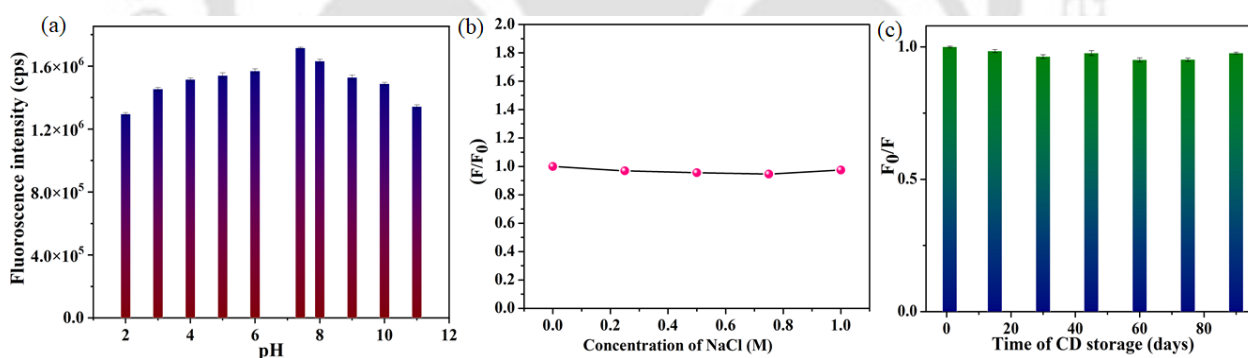 (a)
Fluoroscence intensity (cps)
1.6×10⁶
1.2×10⁶
8.0×10⁵
4.0×10⁵
0.0
2 4 6 8 10 12
pH
(b)
(F/F₀)
2.0
1.8
1.6
1.4
1.2
1.0
0.8
0.6
0.4
0.2
0.0
0.0 0.2 0.4 0.6 0.8 1.0
Concentration of NaCl (M)
(c)
F₀/F
1.0
0.5
0.0
0 20 40 60 80
Time of CD storage (days)